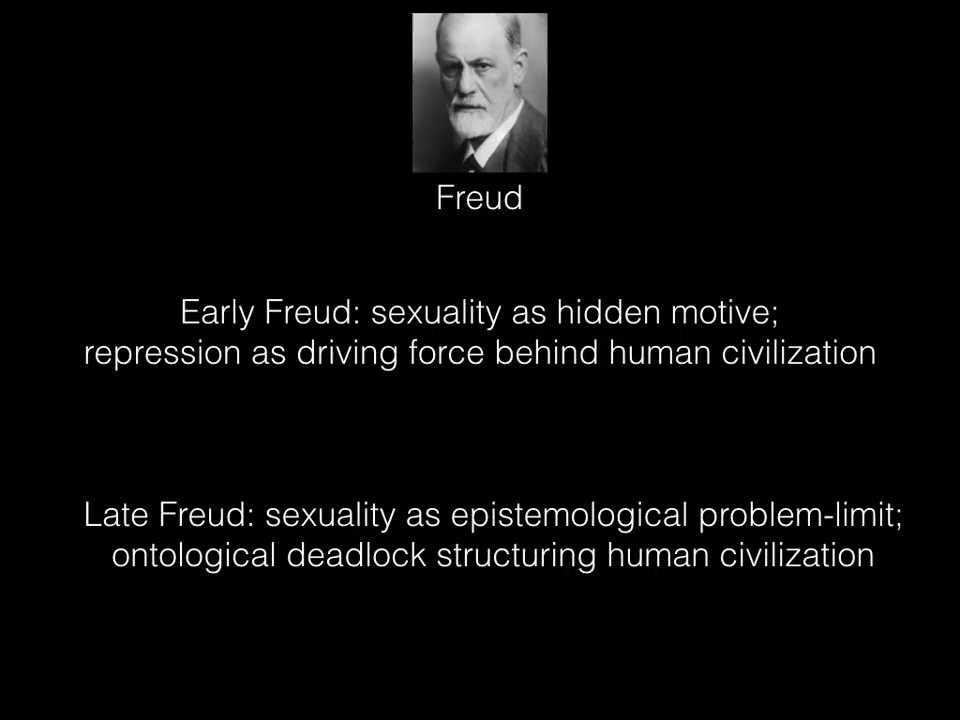 Freud
Early Freud: sexuality as hidden motive;
repression as driving force behind human civilization
Late Freud: sexuality as epistemological problem-limit;
ontological deadlock structuring human civilization